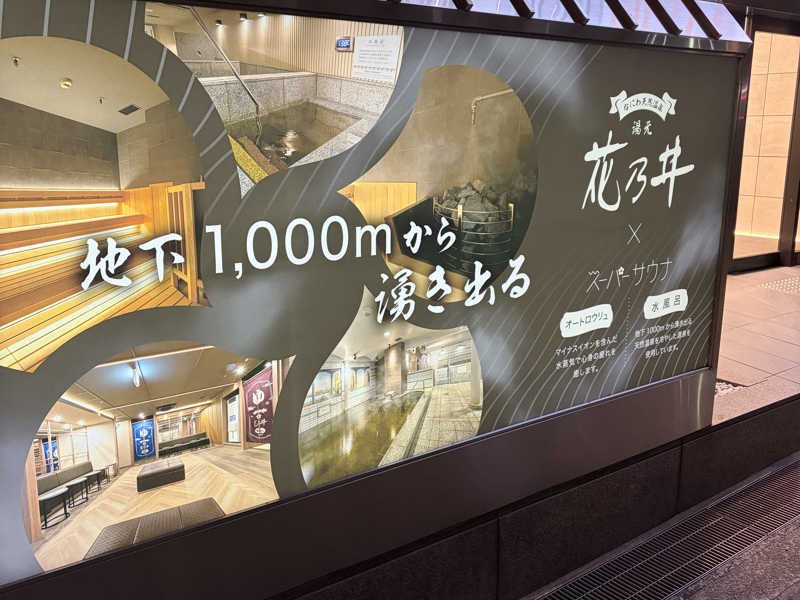 地下1,000mから
湧き出る
なにわ天然温泉
湯元
花乃井
×
スーパーサウナ
オートロウリュ
マイナスイオンを含んだ
水蒸気で心身の疲れを
癒します。
水風呂
地下1000mから湧き出る
天然温泉を冷やした源泉を
使用しています。
ゆ